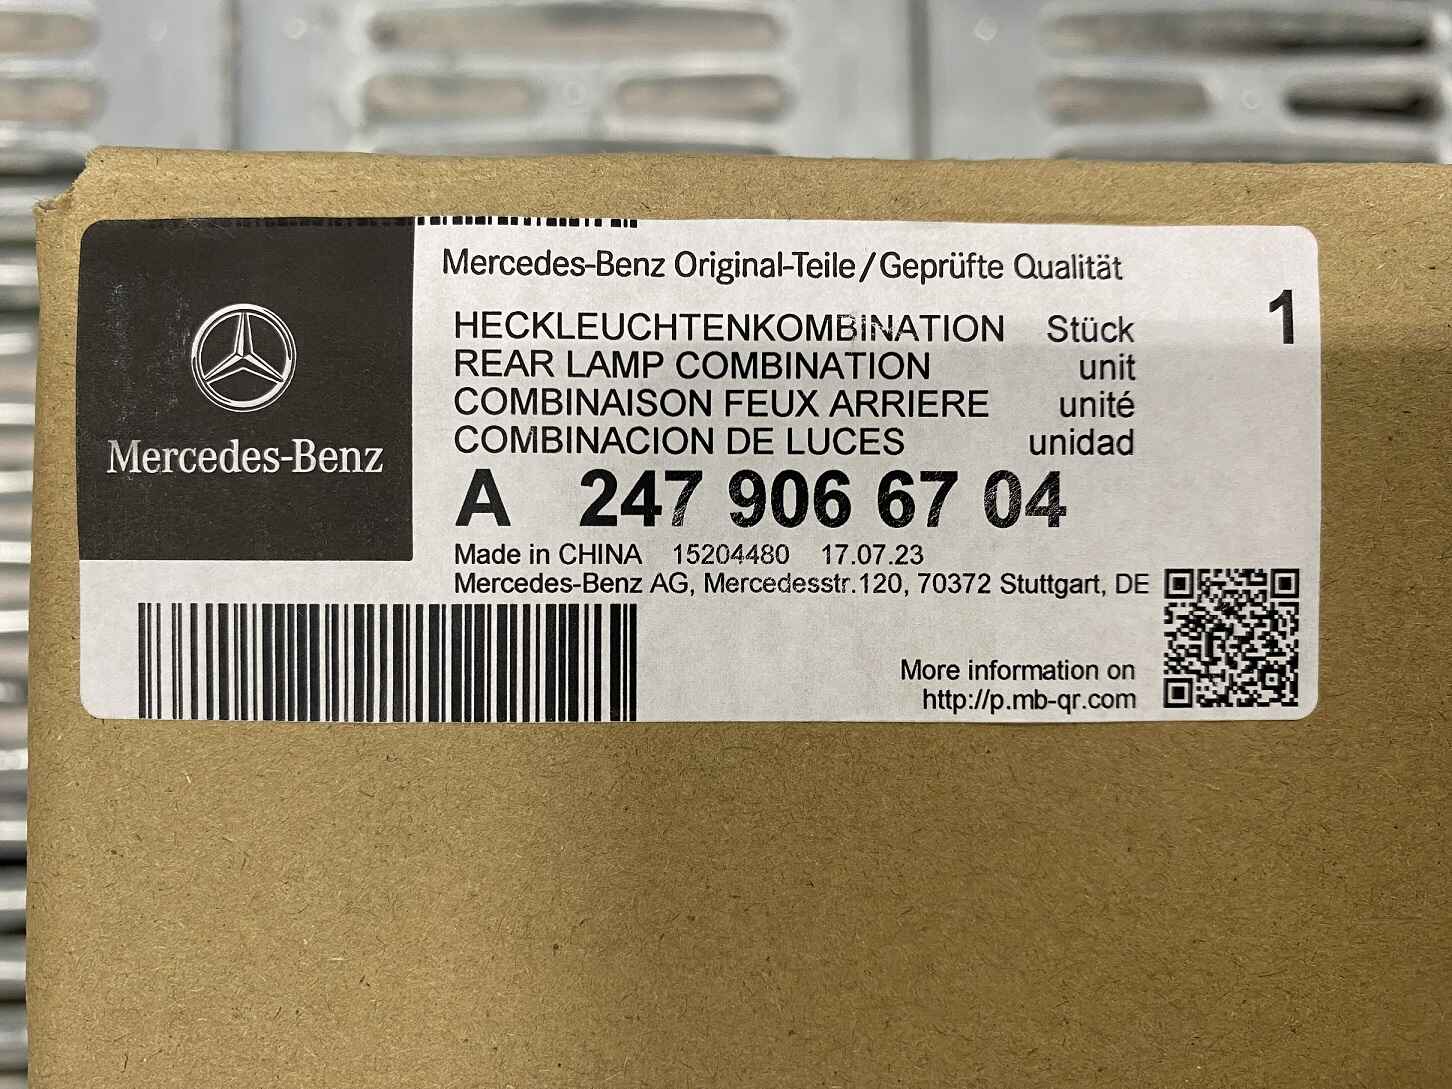 Mercedes-Benz
Mercedes-Benz Original-Teile/Geprüfte Qualität
1
HECKLEUCHTENKOMBINATION Stück
REAR LAMP COMBINATION unit
COMBINAISON FEUX ARRIERE unité
COMBINACION DE LUCES unidad
A 247 906 67 04
Made in CHINA 15204480 17.07.23
Mercedes-Benz AG, Mercedesstr.120, 70372 Stuttgart, DE
More information on
http://p.mb-qr.com